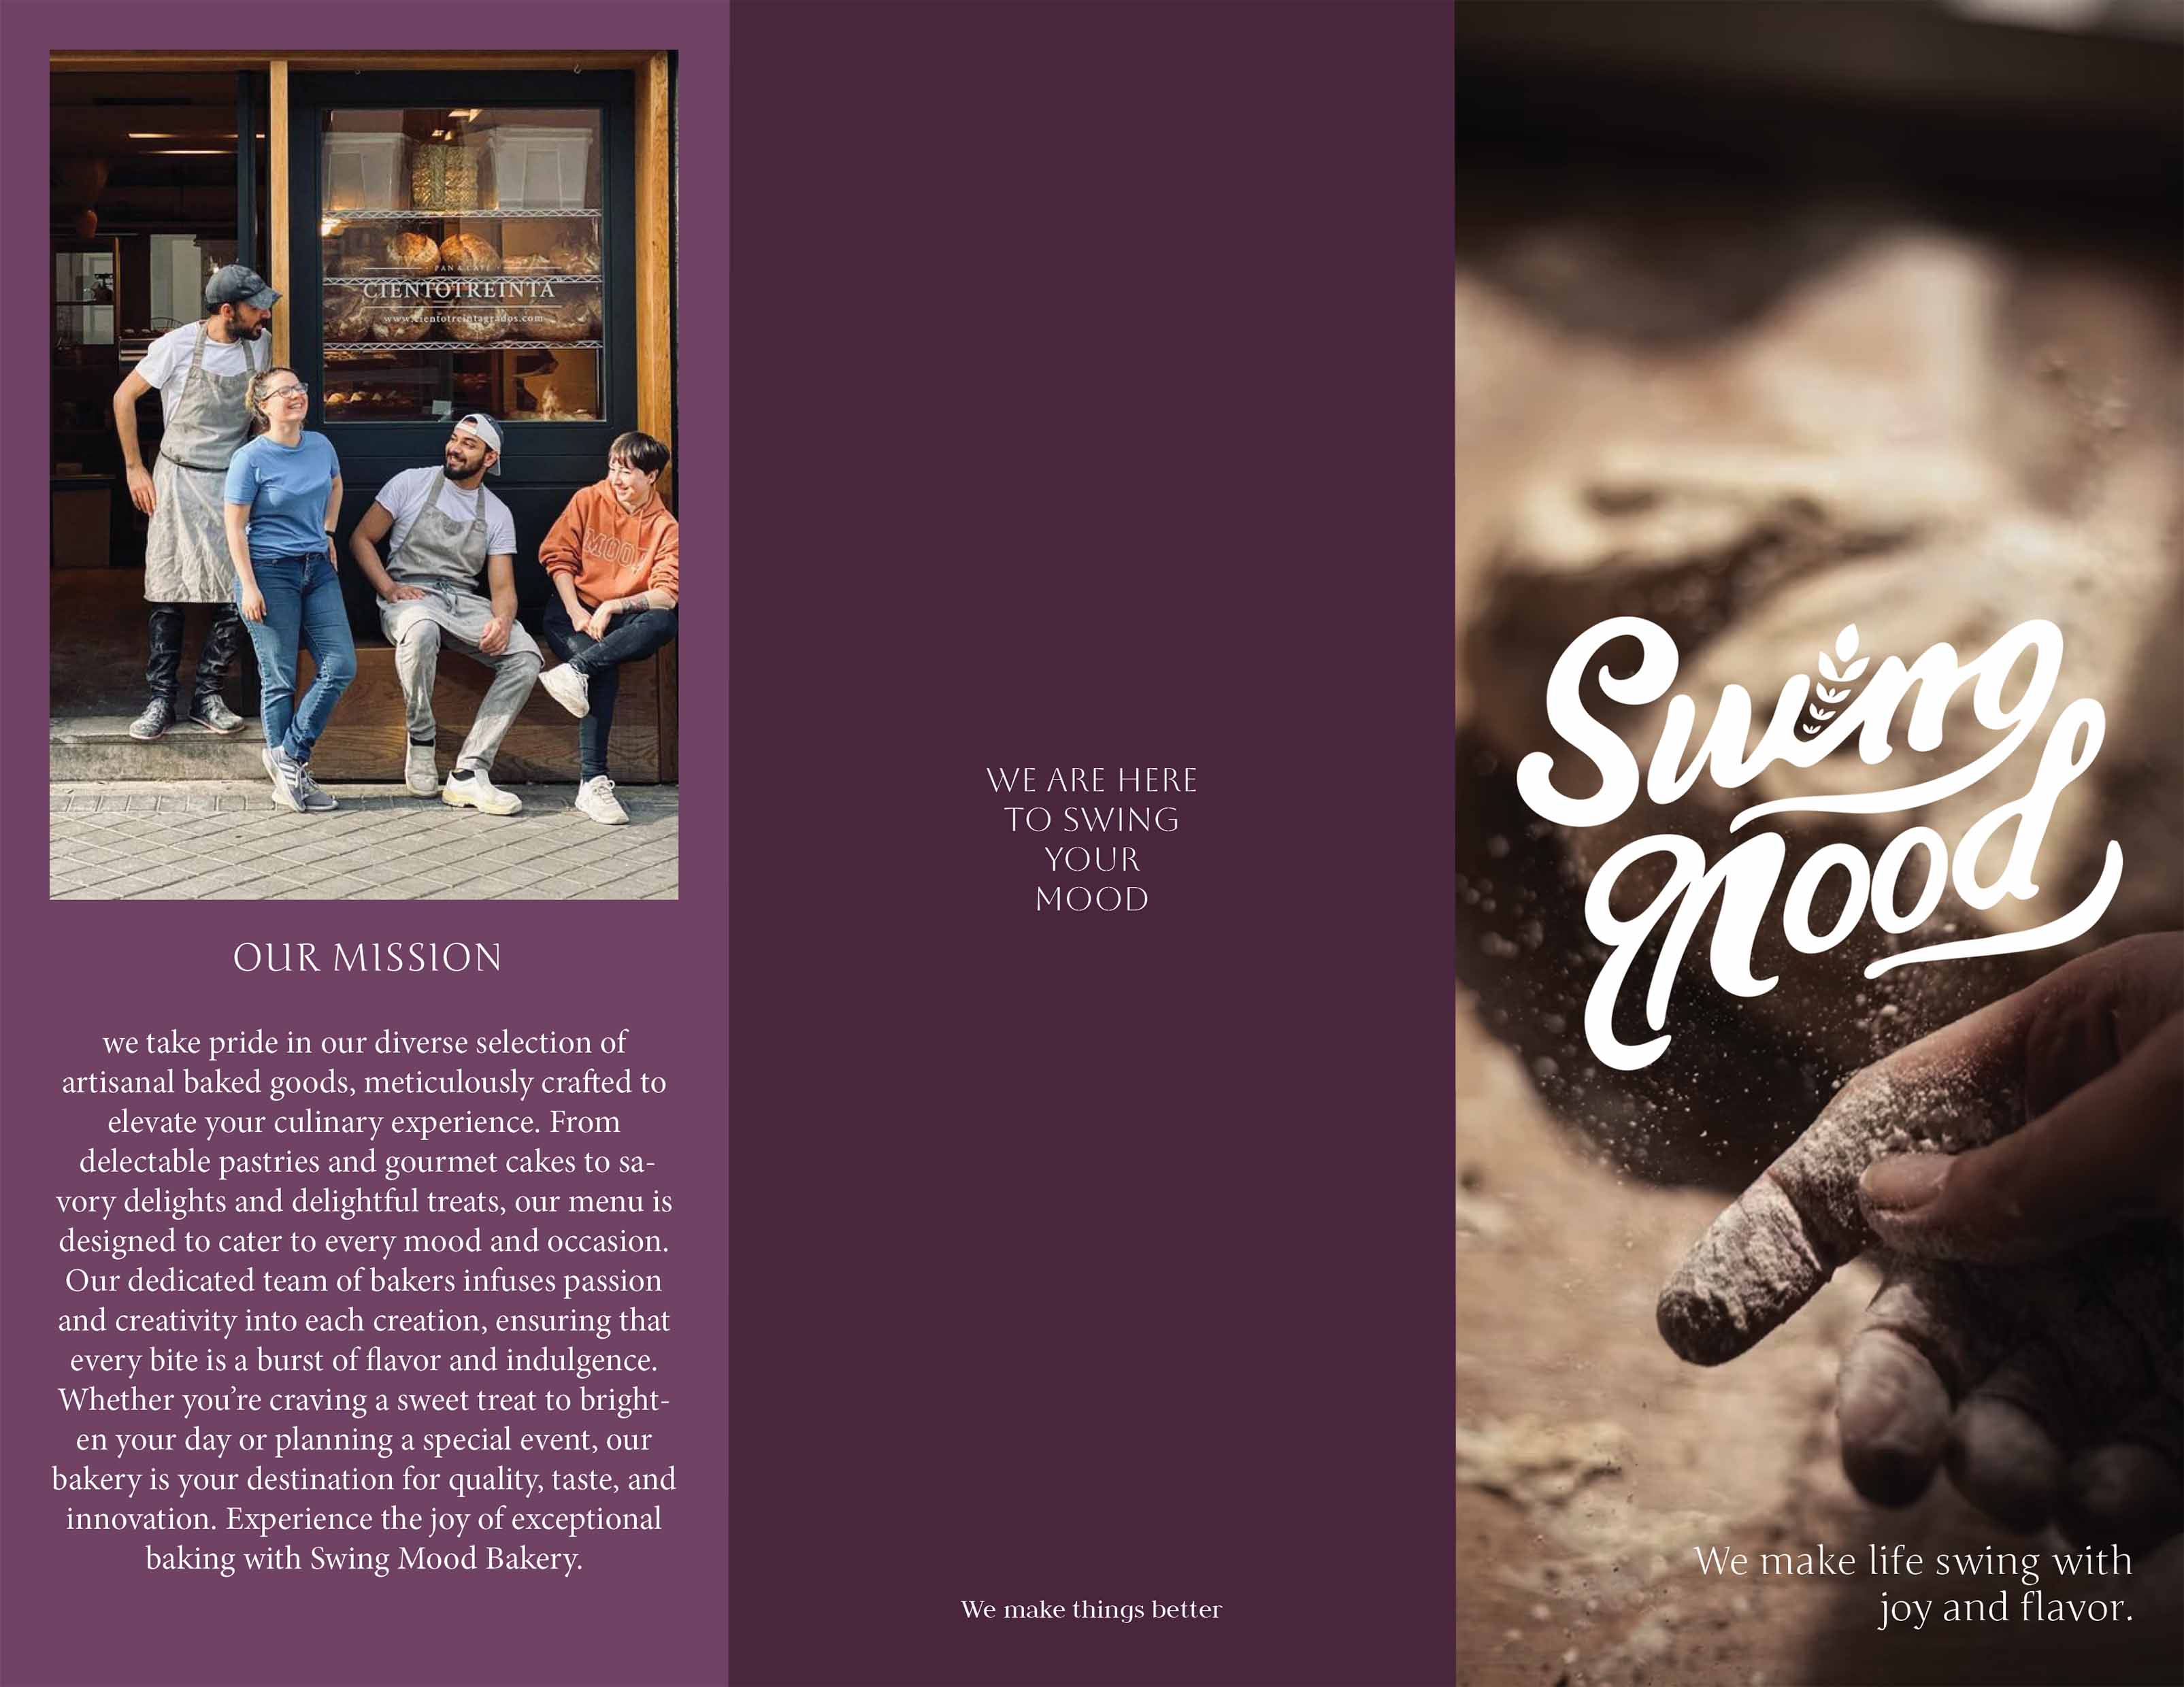 PAN & CAFÉ
CIENTOTREINTA
www.cientotreintagrados.com
MOOD
OUR MISSION
we take pride in our diverse selection of
artisanal baked goods, meticulously crafted to
elevate your culinary experience. From
delectable pastries and gourmet cakes to sa-
vory delights and delightful treats, our menu is
designed to cater to every mood and occasion.
Our dedicated team of bakers infuses passion
and creativity into each creation, ensuring that
every bite is a burst of flavor and indulgence.
Whether you’re craving a sweet treat to bright-
en your day or planning a special event, our
bakery is your destination for quality, taste, and
innovation. Experience the joy of exceptional
baking with Swing Mood Bakery.
WE ARE HERE
TO SWING
YOUR
MOOD
We make things better
Swing
Mood
We make life swing with
joy and flavor.